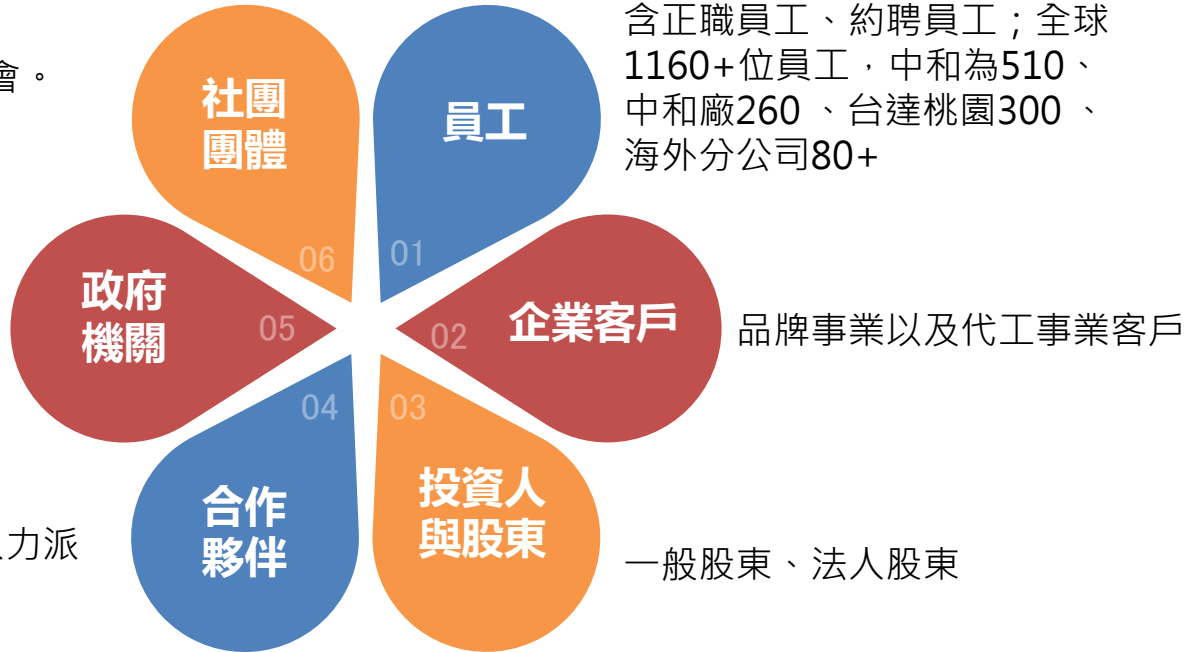 會。
社團
團體
06
員工
01
含正職員工、約聘員工；全球
1160+位員工，中和為510、
中和廠260 、台達桃園300 、
海外分公司80+
政府
機關
05
02
企業客戶
品牌事業以及代工事業客戶
04
合作
夥伴
力派
03
投資人
與股東
一般股東、法人股東